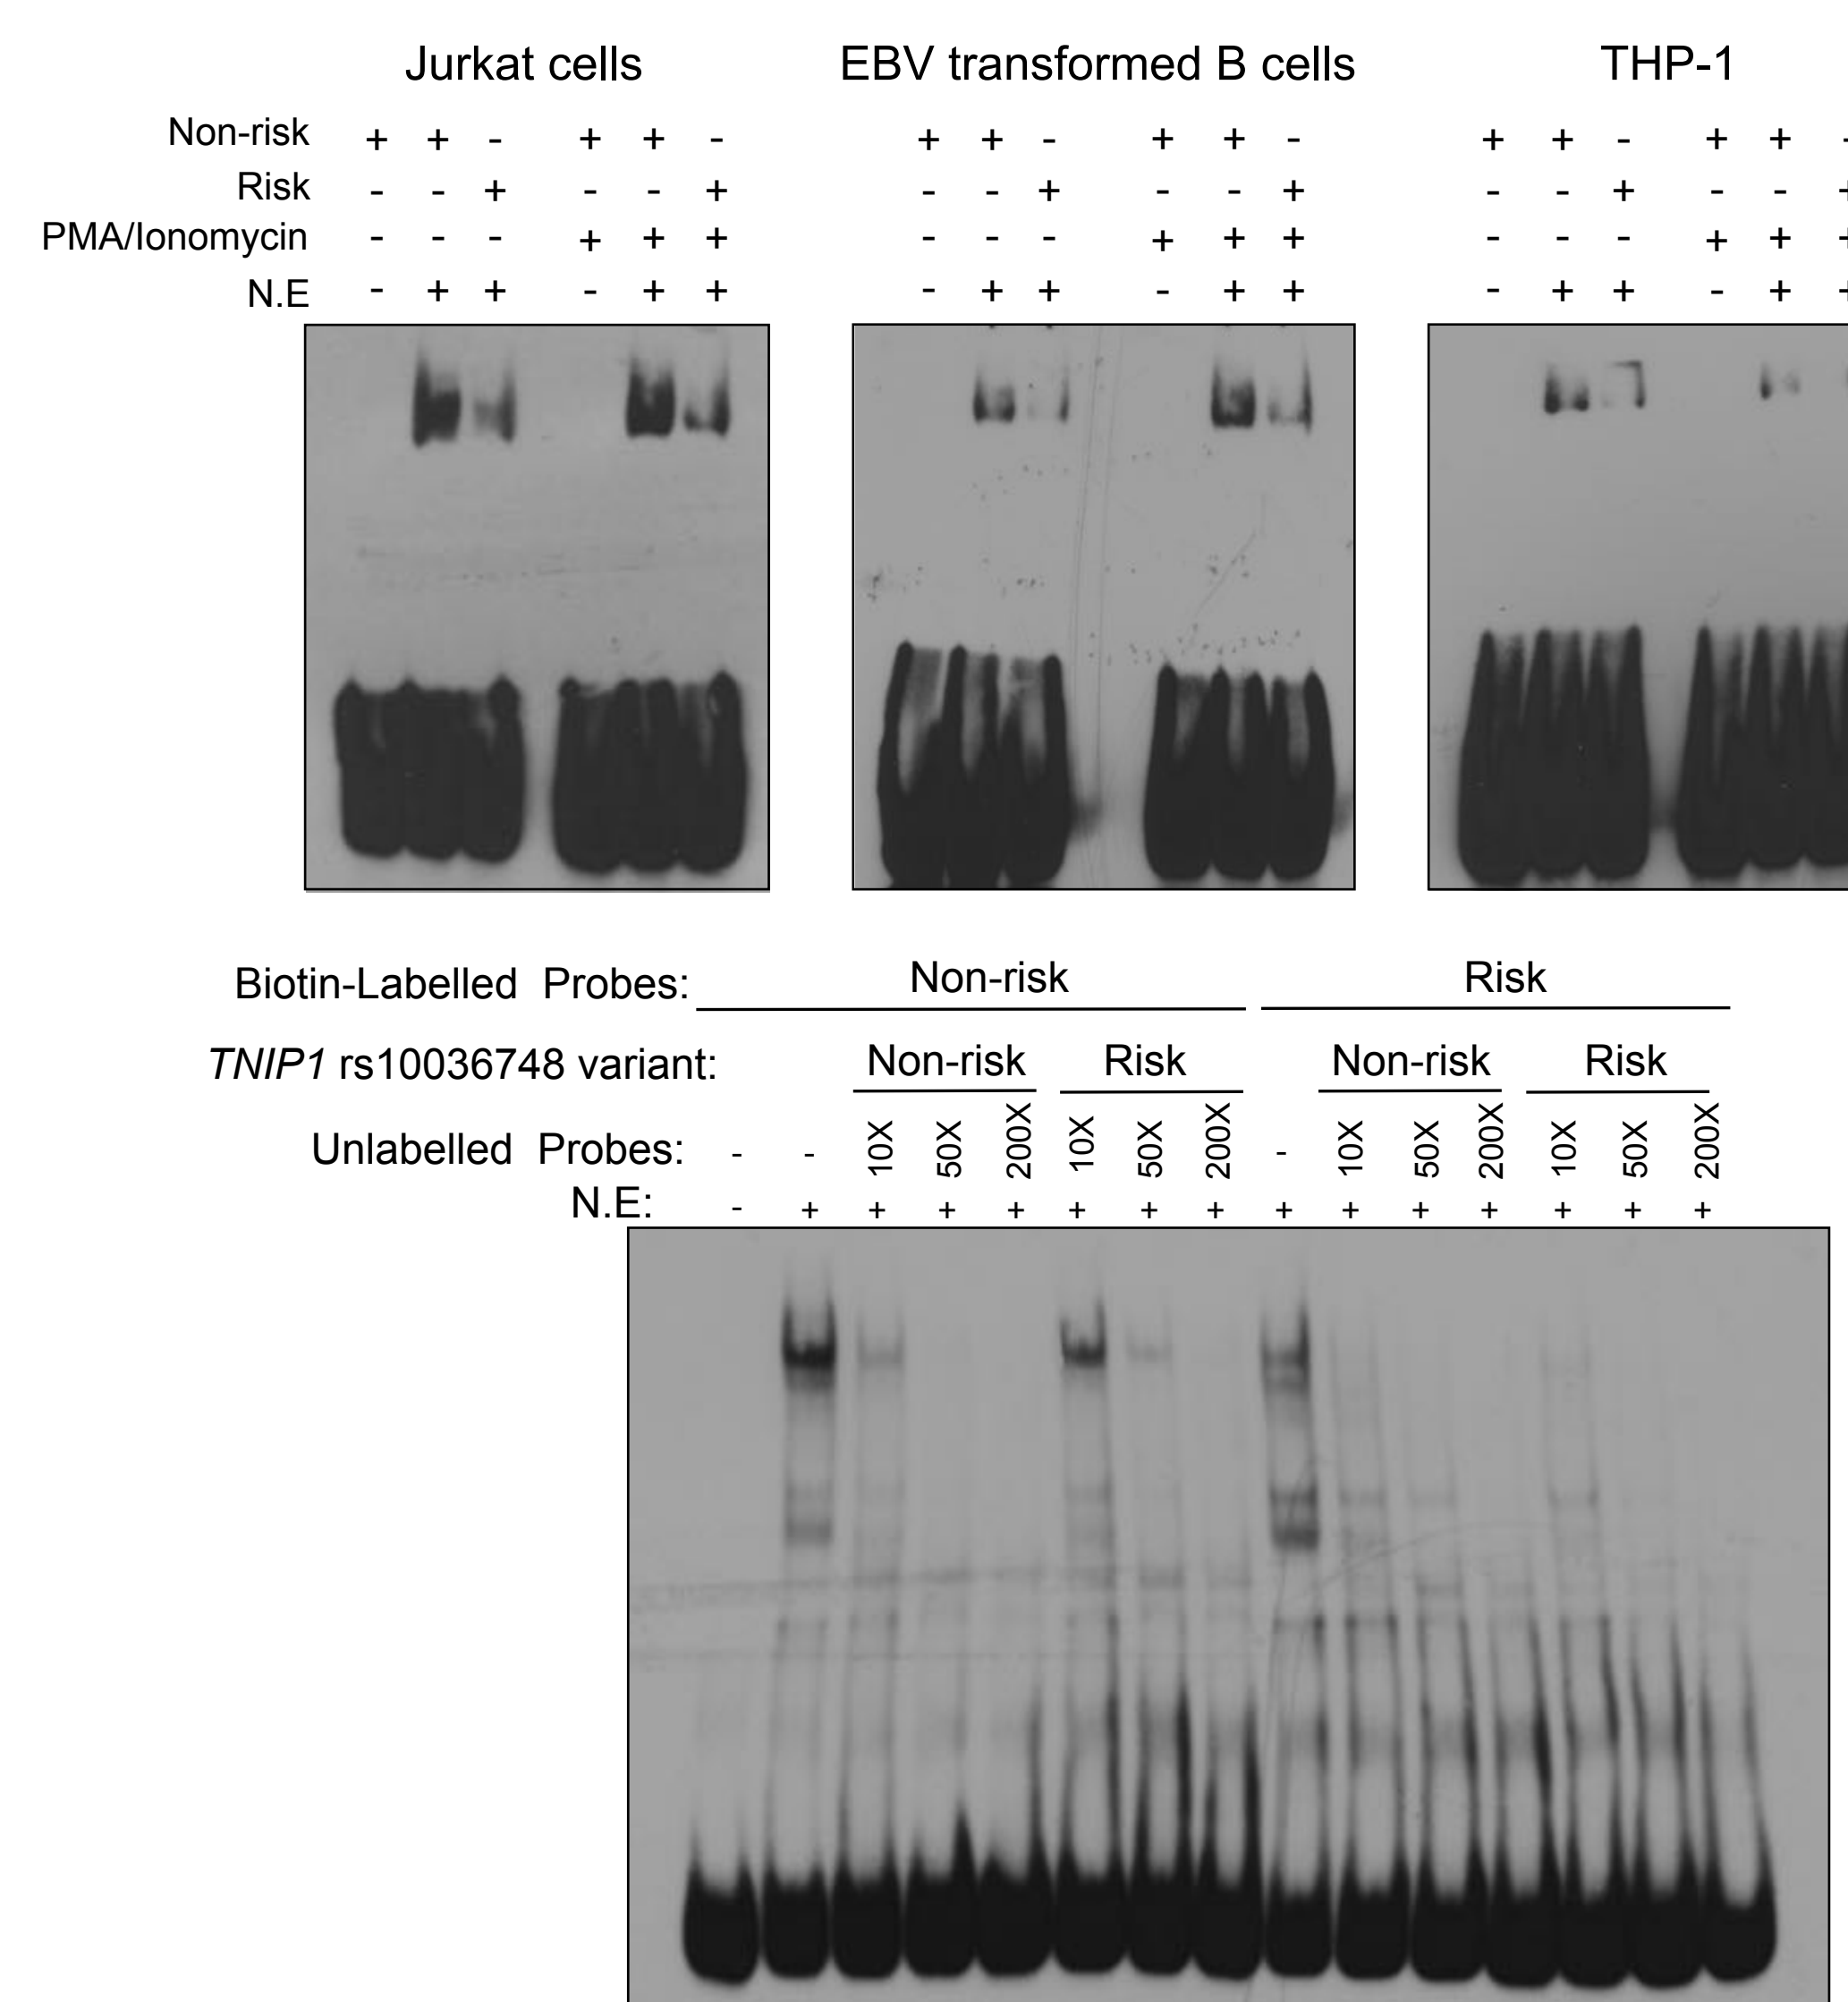 Jurkat cells EBV transformed B cells THP-1
Non-risk + + - + + - + + - + + - + + - + + -
Risk - - + - - + - - + - - + - - + - - +
PMA/Ionomycin - - - + + + - - - + + + - - - + + +
N.E - + + - + + - + + - + + - + + - + +
Biotin-Labelled Probes: Non-risk Risk
TNIP1 rs10036748 variant: Non-risk Risk Non-risk Risk
Unlabelled Probes: - - 10X 50X 200X 10X 50X 200X - 10X 50X 200X 10X 50X 200X
N.E: - + + + + + + + + + + + + + +